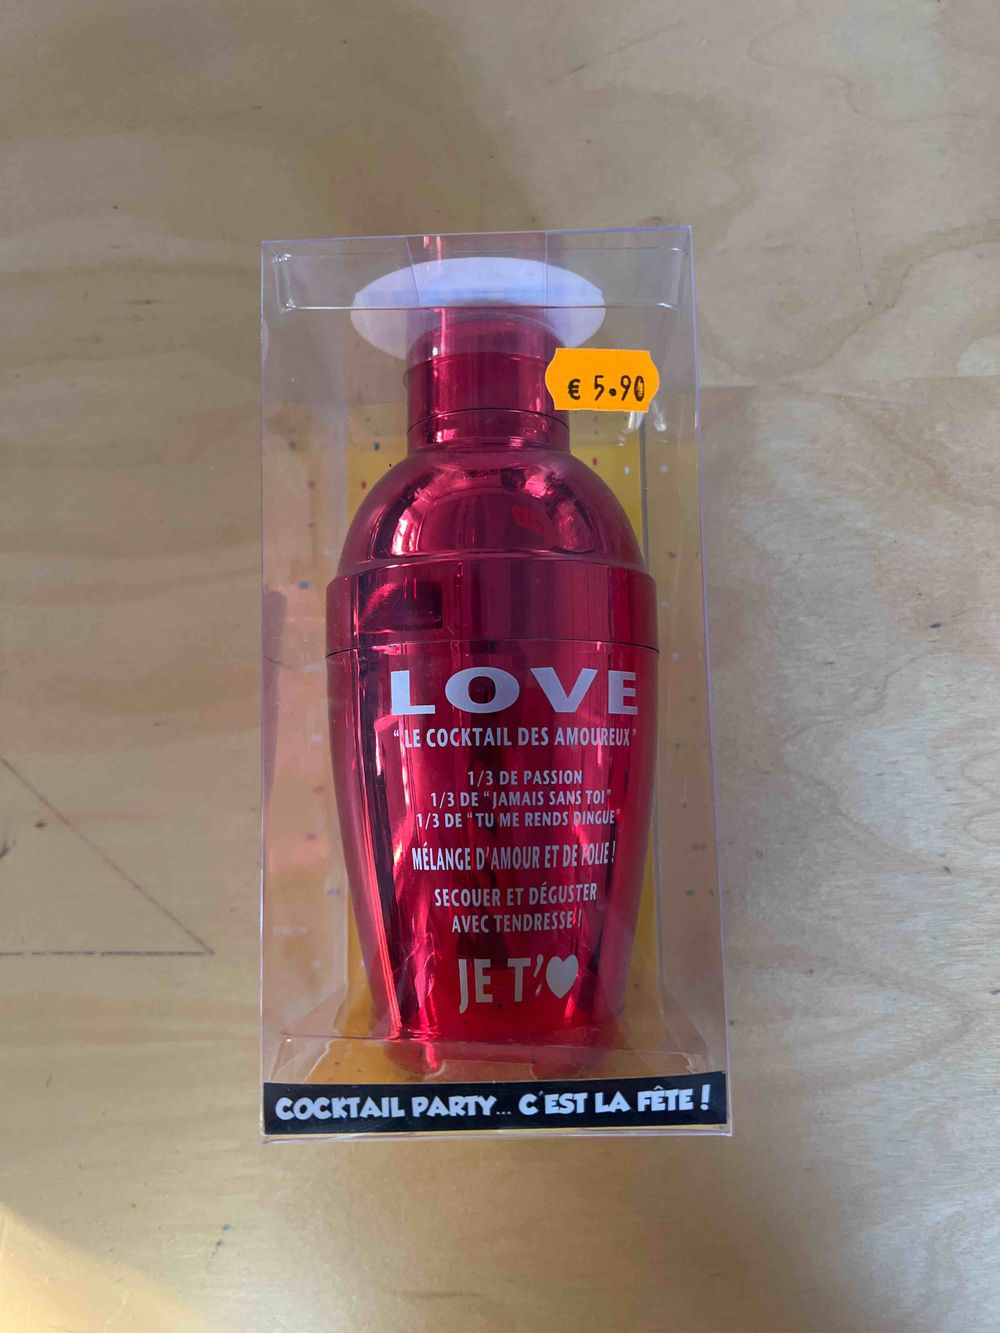 € 5.90
LOVE
"LE COCKTAIL DES AMOUREUX"
1/3 DE PASSION
1/3 DE "JAMAIS SANS TOI"
1/3 DE "TU ME RENDS DINGUE"
MÉLANGE D'AMOUR ET DE FOLIE !
SECOUER ET DÉGUSTER
AVEC TENDRESSE !
JE T'♥
COCKTAIL PARTY... C'EST LA FÊTE !